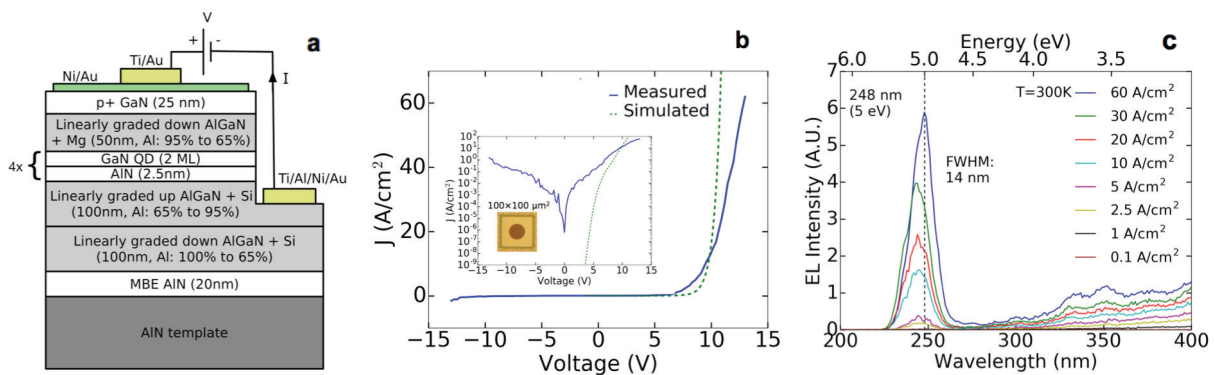 a
V
+ -
Ti/Au
Ni/Au
I
p+ GaN (25 nm)
Linearly graded down AlGaN
+ Mg (50nm, Al: 95% to 65%)
4x
GaN QD (2 ML)
AlN (2.5nm)
Ti/Al/Ni/Au
Linearly graded up AlGaN + Si
(100nm, Al: 65% to 95%)
Linearly graded down AlGaN + Si
(100nm, Al: 100% to 65%)
MBE AlN (20nm)
AlN template
b
Measured
Simulated
J (A/cm²)
60
40
20
0
−15 −10 −5 0 5 10 15
Voltage (V)
J (A/cm²)
10²
10¹
10⁰
10⁻¹
10⁻²
10⁻³
10⁻⁴
10⁻⁵
10⁻⁶
10⁻⁷
10⁻⁸
10⁻⁹
100×100 μm²
−15 −10 −5 0 5 10 15
Voltage (V)
c
Energy (eV)
6.0 5.0 4.5 4.0 3.5
248 nm
(5 eV)
T=300K
FWHM:
14 nm
60 A/cm²
30 A/cm²
20 A/cm²
10 A/cm²
5 A/cm²
2.5 A/cm²
1 A/cm²
0.1 A/cm²
EL Intensity (A.U.)
8
7
6
5
4
3
2
1
0
200 250 300 350 400
Wavelength (nm)